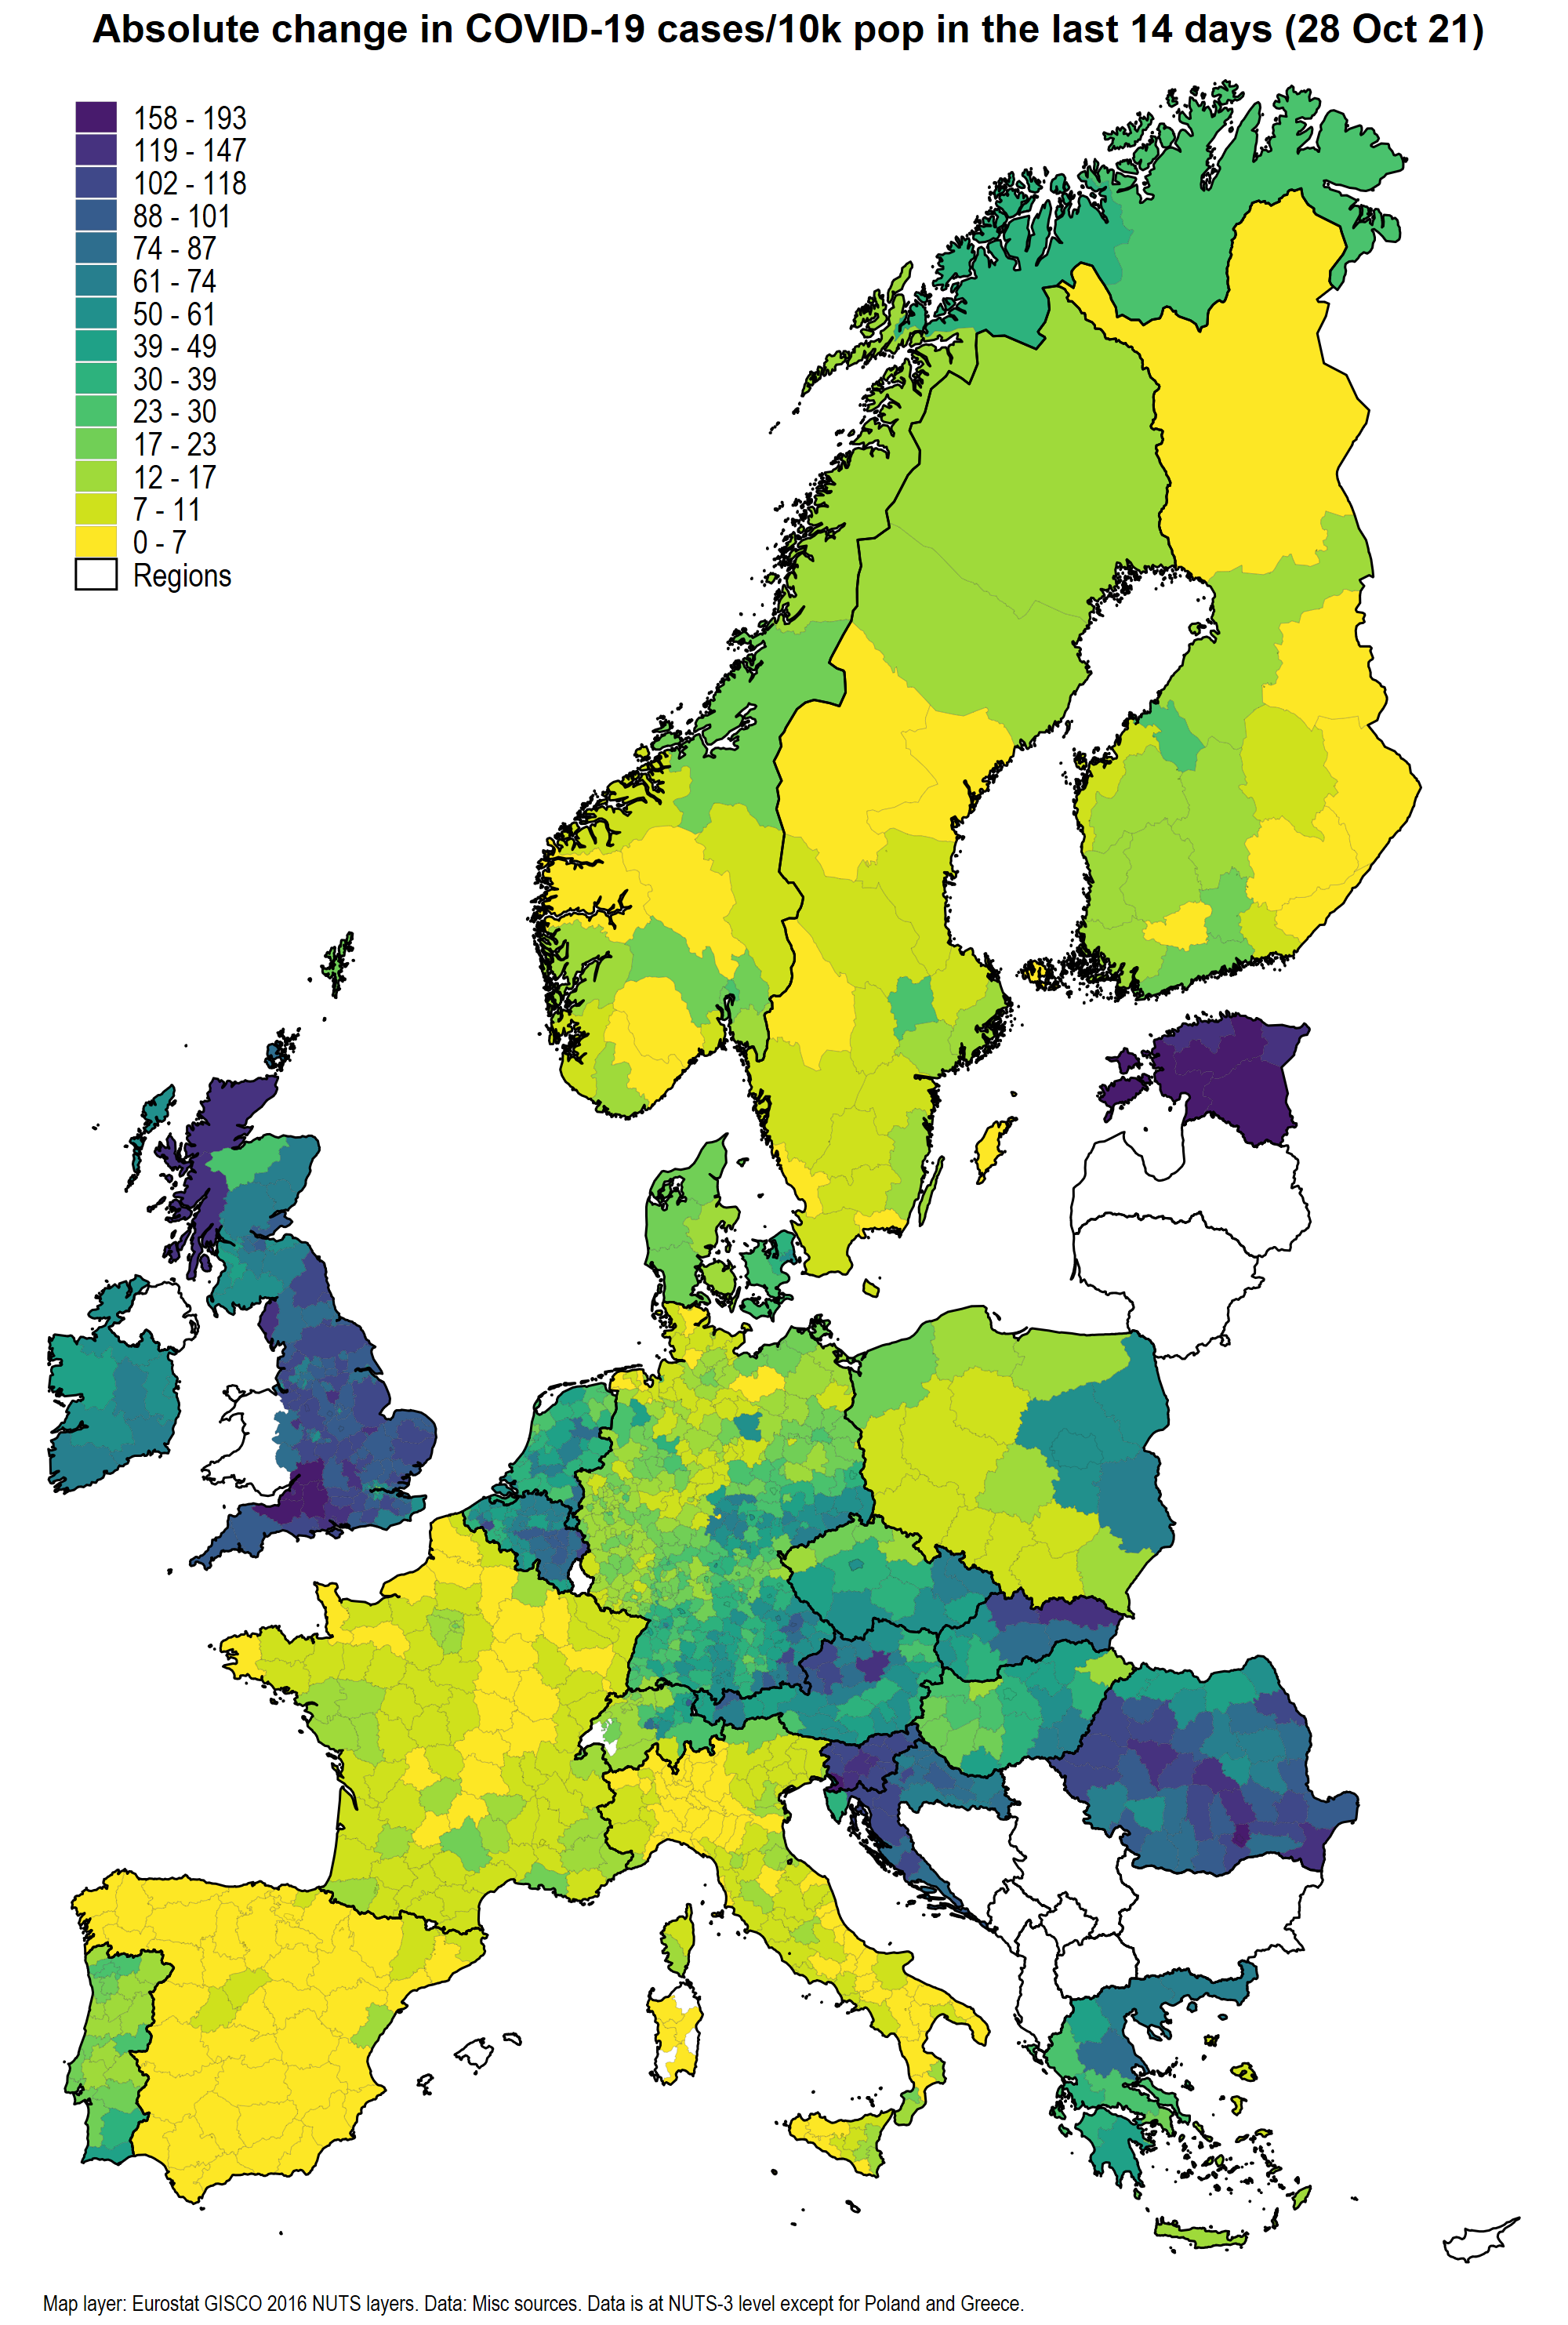 Absolute change in COVID-19 cases/10k pop in the last 14 days (28 Oct 21)
158 - 193
119 - 147
102 - 118
88 - 101
74 - 87
61 - 74
50 - 61
39 - 49
30 - 39
23 - 30
17 - 23
12 - 17
7 - 11
0 - 7
Regions
Map layer: Eurostat GISCO 2016 NUTS layers. Data: Misc sources. Data is at NUTS-3 level except for Poland and Greece.